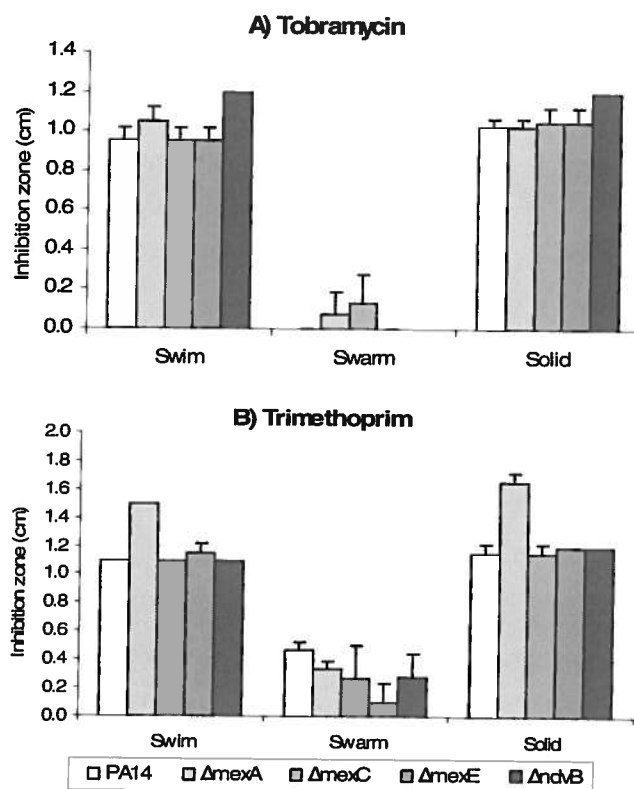 A) Tobramycin
Inhibition zone (cm)
1.4
1.2
1.0
0.8
0.6
0.4
0.2
0.0
Swim Swarm Solid
B) Trimethoprim
Inhibition zone (cm)
2.0
1.8
1.6
1.4
1.2
1.0
0.8
0.6
0.4
0.2
0.0
Swim Swarm Solid
PA14 ΔmexA ΔmexC ΔmexE ΔndvB